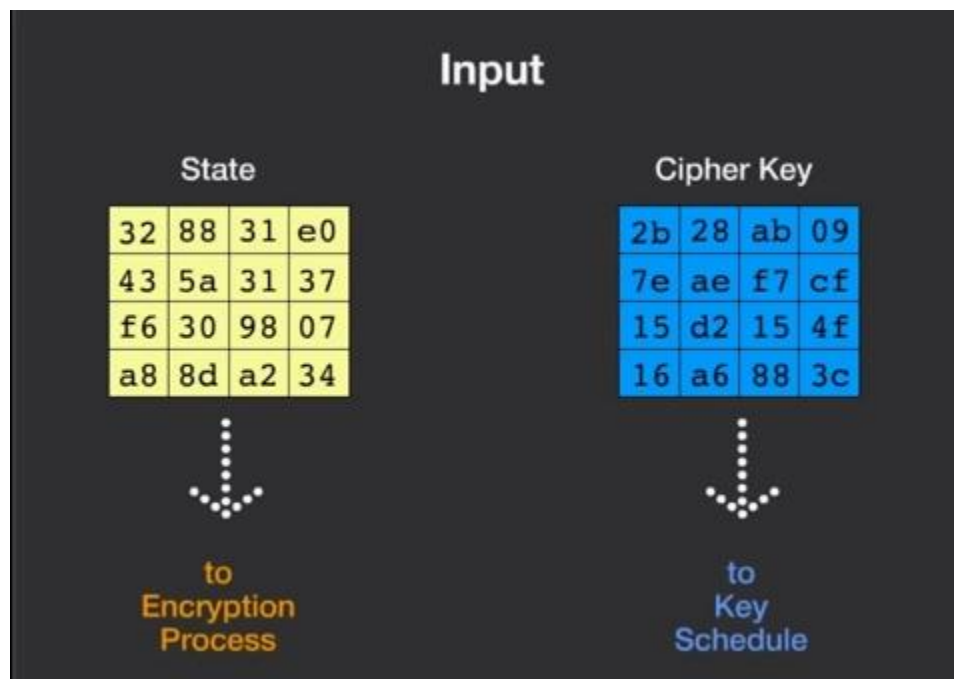 Input
State
32 88 31 e0
43 5a 31 37
f6 30 98 07
a8 8d a2 34
to
Encryption
Process
Cipher Key
2b 28 ab 09
7e ae f7 cf
15 d2 15 4f
16 a6 88 3c
to
Key
Schedule